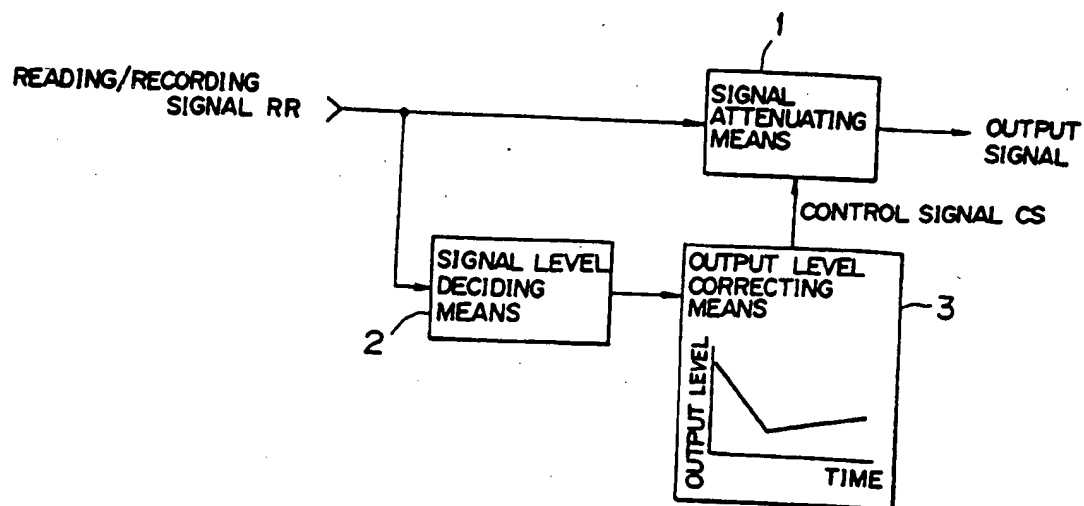 1
READING/RECORDING
SIGNAL RR
SIGNAL
ATTENUATING
MEANS
OUTPUT
SIGNAL
CONTROL SIGNAL CS
SIGNAL LEVEL
DECIDING
MEANS
2
OUTPUT LEVEL
CORRECTING
MEANS
3
OUTPUT LEVEL
TIME